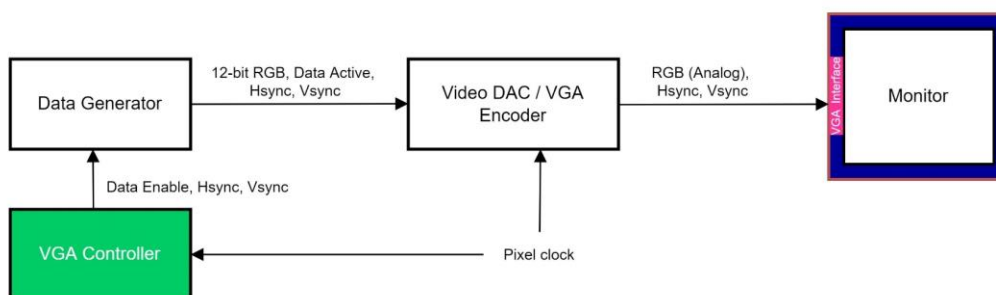 12-bit RGB, Data Active,
Hsync, Vsync
RGB (Analog),
Hsync, Vsync
Data Generator
Video DAC / VGA
Encoder
VGA Interface
Monitor
Data Enable, Hsync, Vsync
VGA Controller
Pixel clock